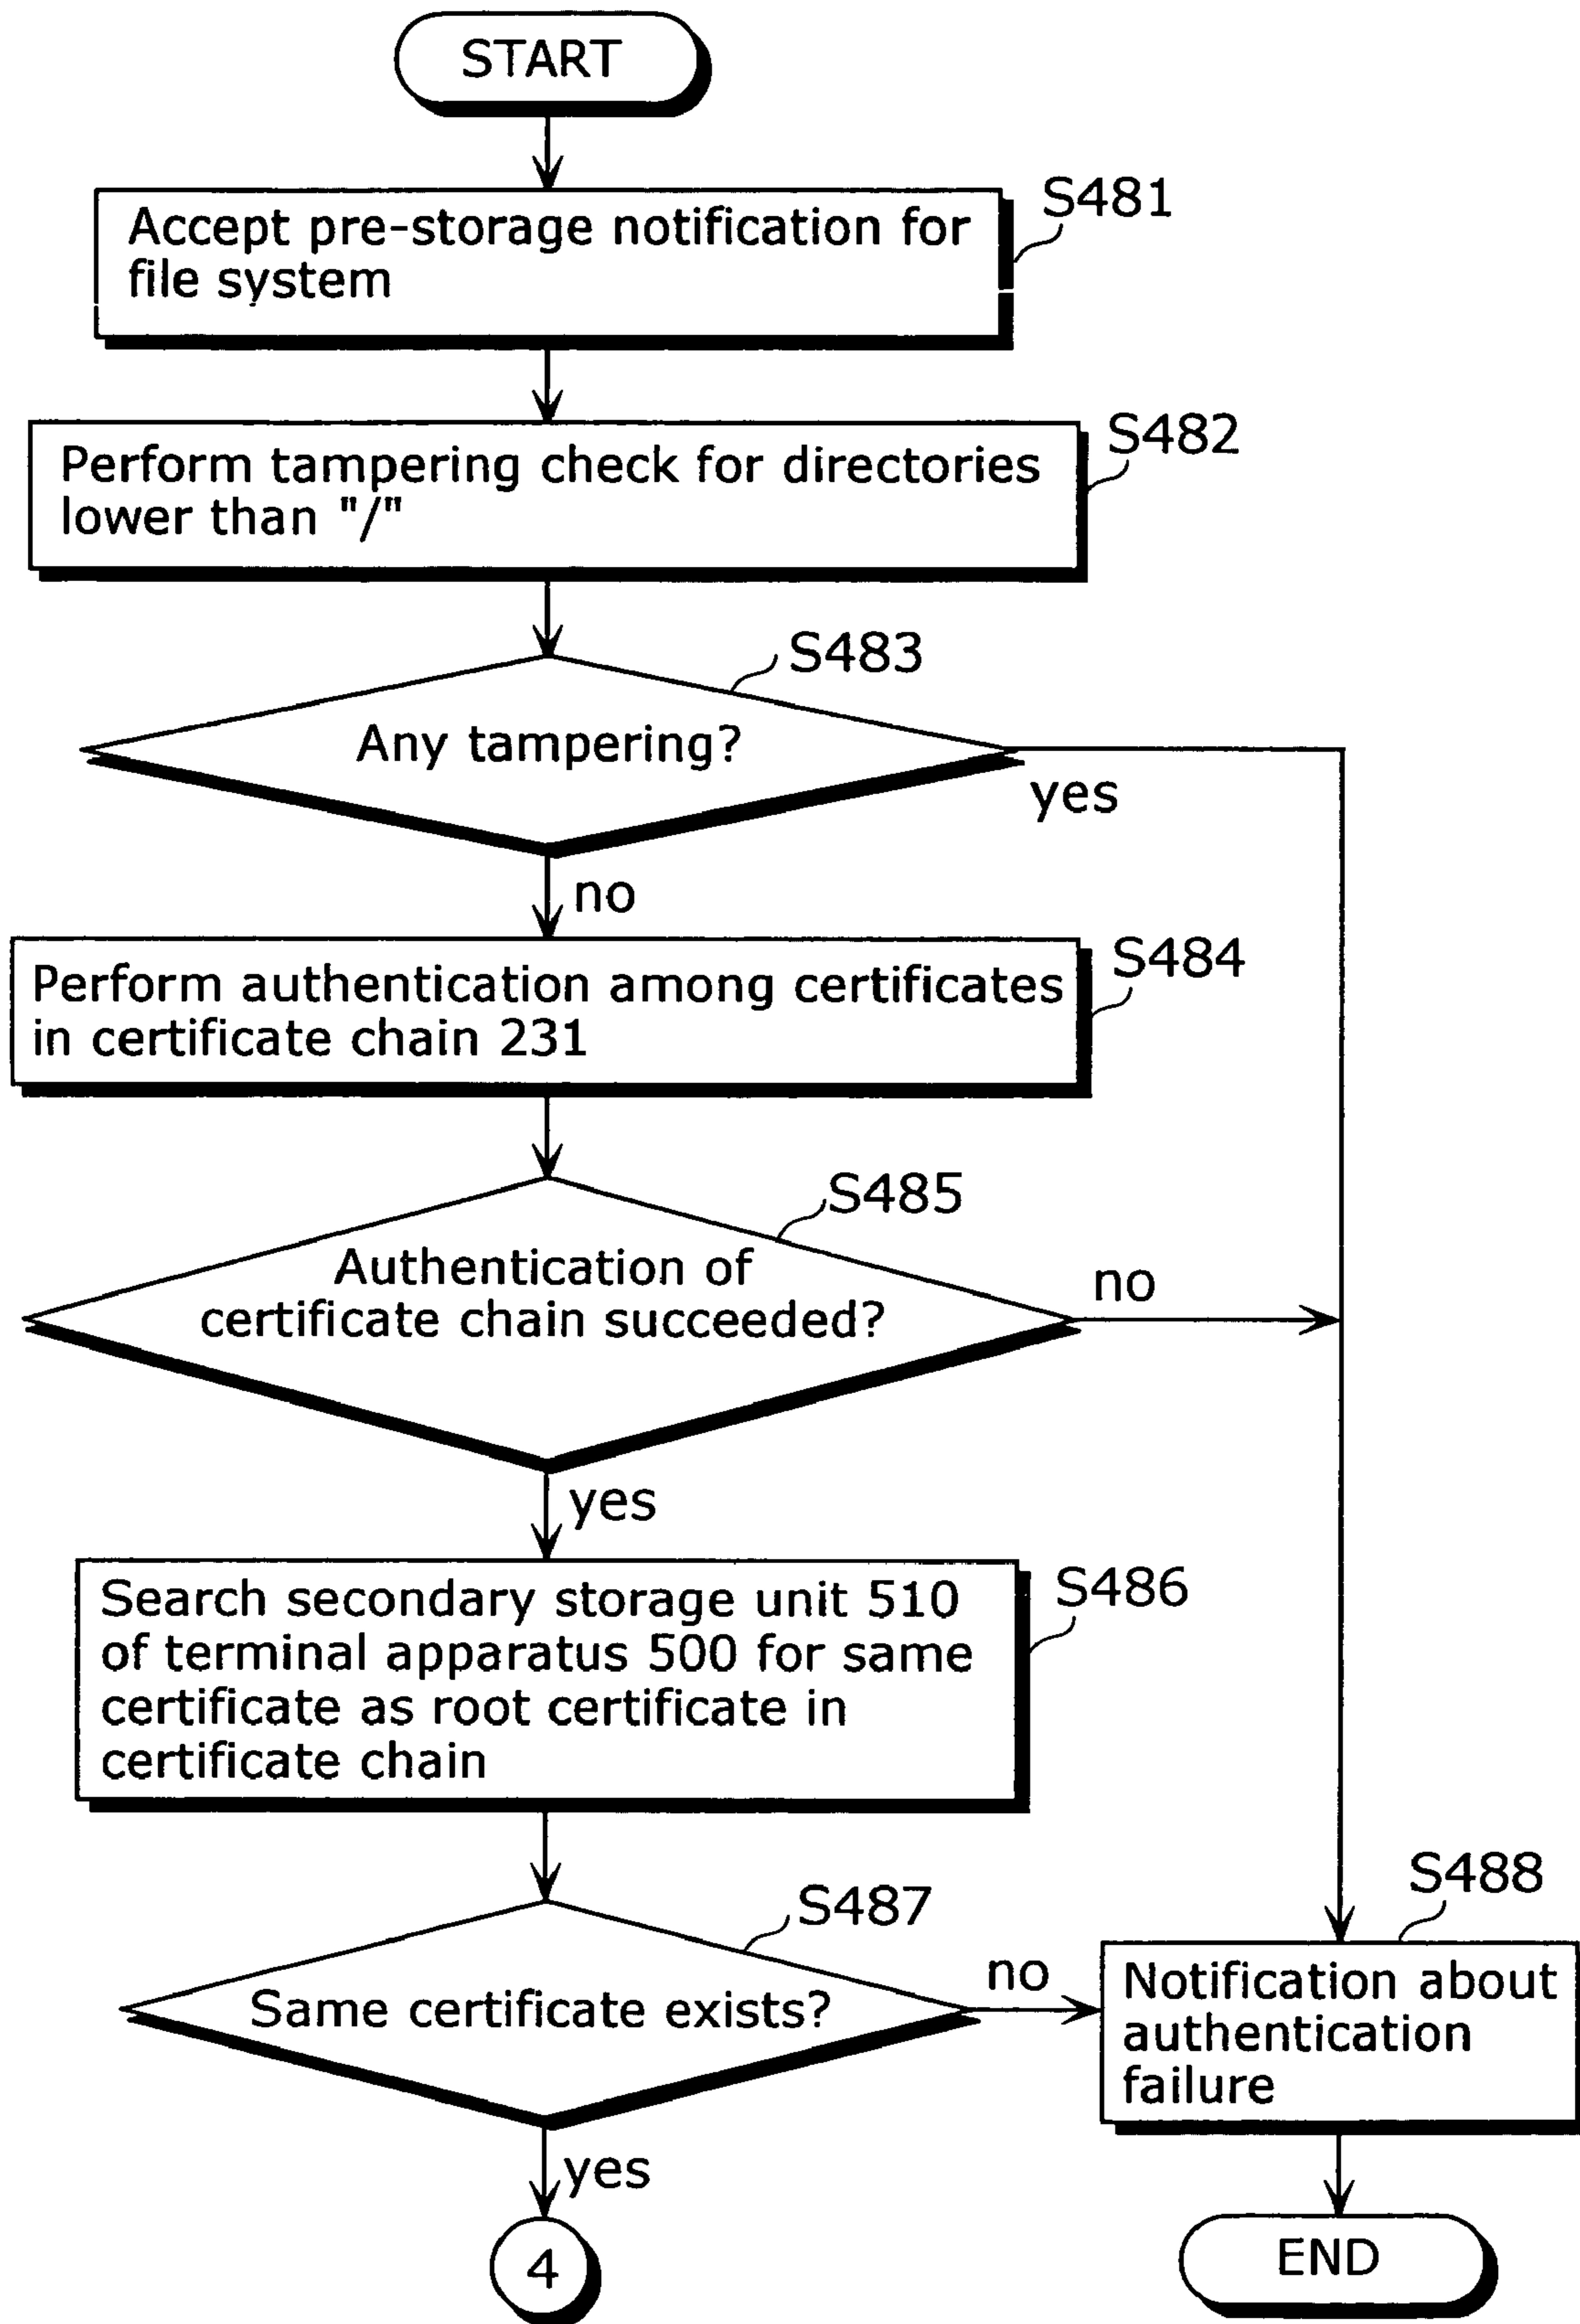 START
S481
Accept pre-storage notification for
file system
S482
Perform tampering check for directories
lower than "/"
S483
Any tampering?
yes
no
S484
Perform authentication among certificates
in certificate chain 231
S485
Authentication of
certificate chain succeeded?
no
yes
S486
Search secondary storage unit 510
of terminal apparatus 500 for same
certificate as root certificate in
certificate chain
S487
Same certificate exists?
no
S488
Notification about
authentication
failure
yes
4
END